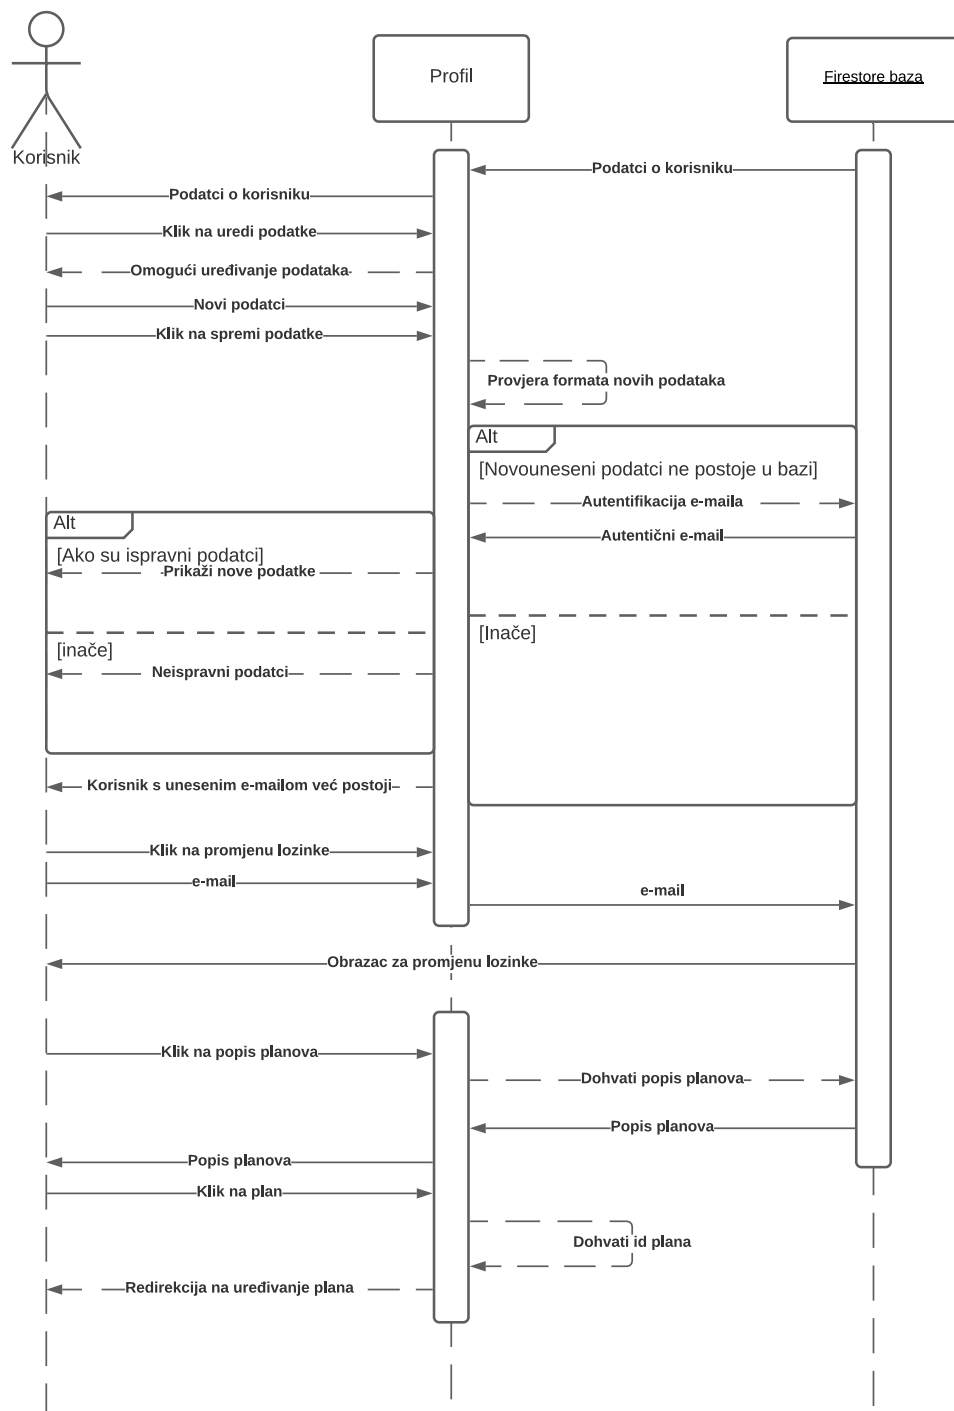 Profil
Firestore baza
Korisnik
Podatci o korisniku
Podatci o korisniku
Klik na uredi podatke
Omogući uređivanje podataka
Novi podatci
Klik na spremi podatke
Provjera formata novih podataka
Alt
[Novouneseni podatci ne postoje u bazi]
Autentifikacija e-maila
Alt
Autentični e-mail
[Ako su ispravni podatci]
Prikaži nove podatke
[Inače]
[inače]
Neispravni podatci
Korisnik s unesenim e-mailom već postoji
Klik na promjenu lozinke
e-mail
e-mail
Obrazac za promjenu lozinke
Klik na popis planova
Dohvati popis planova
Popis planova
Popis planova
Klik na plan
Dohvati id plana
Redirekcija na uređivanje plana